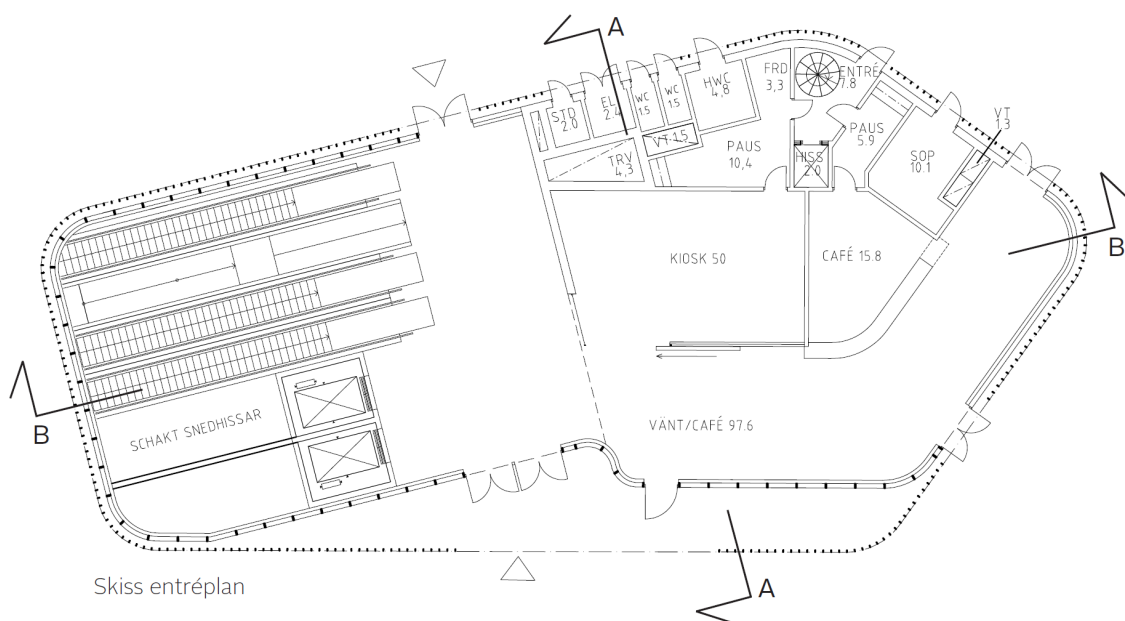 A
STD
2.0
EL
2.4
WC
1.5
WC
1.5
HWC
4,8
FRD
3,3
ENTRÉ
7.8
VT
1.3
TRV
4,3
VT 1.5
PAUS
10,4
HISS
2.0
PAUS
5.9
SOP
10.1
B
KIOSK 50
CAFÉ 15.8
B
SCHAKT SNEDHISSAR
VÄNT/CAFÉ 97.6
Skiss entréplan
A